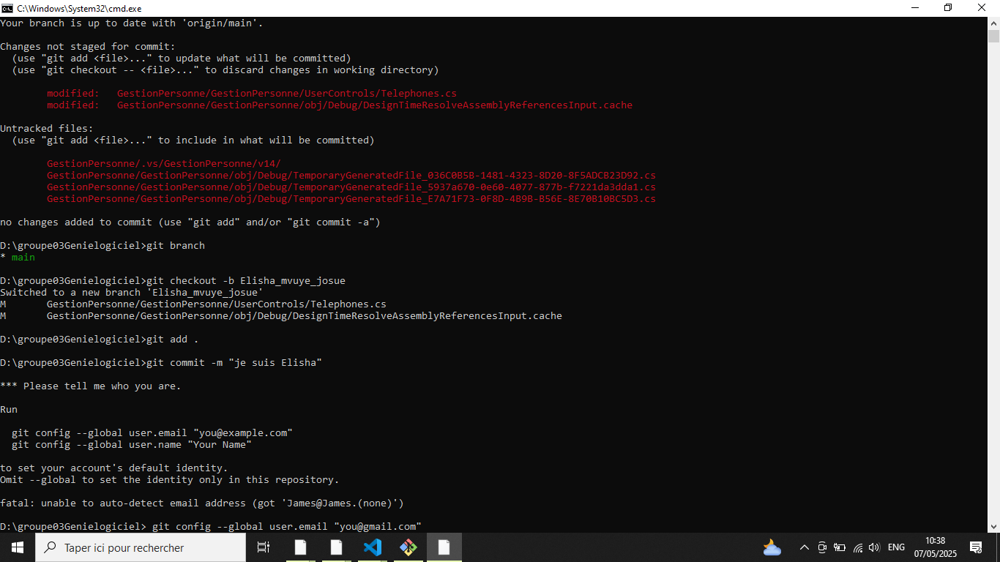 C:\Windows\System32\cmd.exe
Your branch is up to date with 'origin/main'.
Changes not staged for commit:
(use "git add <file>..." to update what will be committed)
(use "git checkout -- <file>..." to discard changes in working directory)
modified:   GestionPersonne/GestionPersonne/UserControls/Telephones.cs
modified:   GestionPersonne/GestionPersonne/obj/Debug/DesignTimeResolveAssemblyReferencesInput.cache
Untracked files:
(use "git add <file>..." to include in what will be committed)
GestionPersonne/.vs/GestionPersonne/v14/
GestionPersonne/GestionPersonne/obj/Debug/TemporaryGeneratedFile_036C0B5B-1481-4323-8D20-8F5ADCB23D92.cs
GestionPersonne/GestionPersonne/obj/Debug/TemporaryGeneratedFile_5937a670-0e60-4077-877b-f7221da3dda1.cs
GestionPersonne/GestionPersonne/obj/Debug/TemporaryGeneratedFile_E7A71F73-0F8D-4B9B-B56E-8E70B10BC5D3.cs
no changes added to commit (use "git add" and/or "git commit -a")
D:\groupe03Genielogiciel>git branch
* main
D:\groupe03Genielogiciel>git checkout -b Elisha_mvuye_josue
Switched to a new branch 'Elisha_mvuye_josue'
M       GestionPersonne/GestionPersonne/UserControls/Telephones.cs
M       GestionPersonne/GestionPersonne/obj/Debug/DesignTimeResolveAssemblyReferencesInput.cache
D:\groupe03Genielogiciel>git add .
D:\groupe03Genielogiciel>git commit -m "je suis Elisha"
*** Please tell me who you are.
Run
git config --global user.email "you@example.com"
git config --global user.name "Your Name"
to set your account's default identity.
Omit --global to set the identity only in this repository.
fatal: unable to auto-detect email address (got 'James@James.(none)')
D:\groupe03Genielogiciel> git config --global user.email "you@gmail.com"
Taper ici pour rechercher
ENG
10:38
07/05/2025